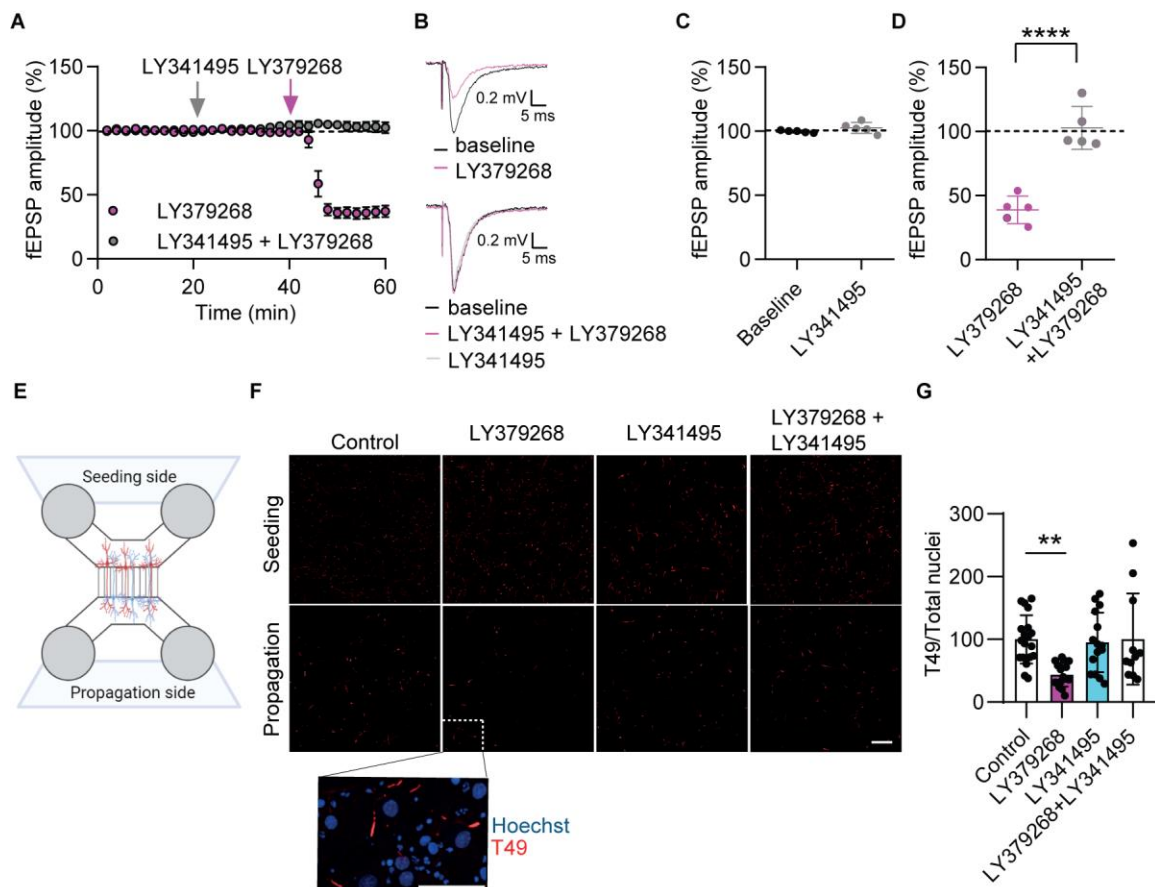 A
LY341495 LY379268
fEPSP amplitude (%)
150
100
50
0
0 20 40 60
Time (min)
LY379268
LY341495 + LY379268
B
0.2 mV
5 ms
baseline
LY379268
0.2 mV
5 ms
baseline
LY341495 + LY379268
LY341495
C
fEPSP amplitude (%)
150
100
50
0
Baseline
LY341495
D
****
fEPSP amplitude (%)
150
100
50
0
LY379268
LY341495
+LY379268
E
Seeding side
Propagation side
F
Control
LY379268
LY341495
LY379268 +
LY341495
Seeding
Propagation
Hoechst
T49
G
**
T49/Total nuclei
300
200
100
0
Control
LY379268
LY341495
LY379268+LY341495